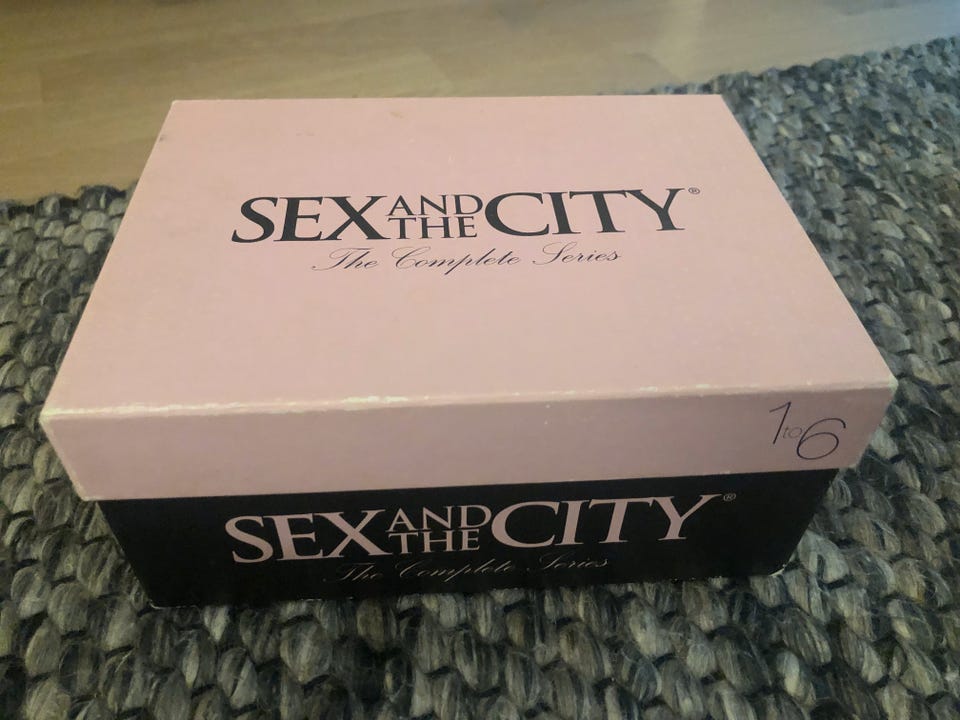 SEX AND THE CITY®
The Complete Series
1 to 6
SEX AND THE CITY®
The Complete Series